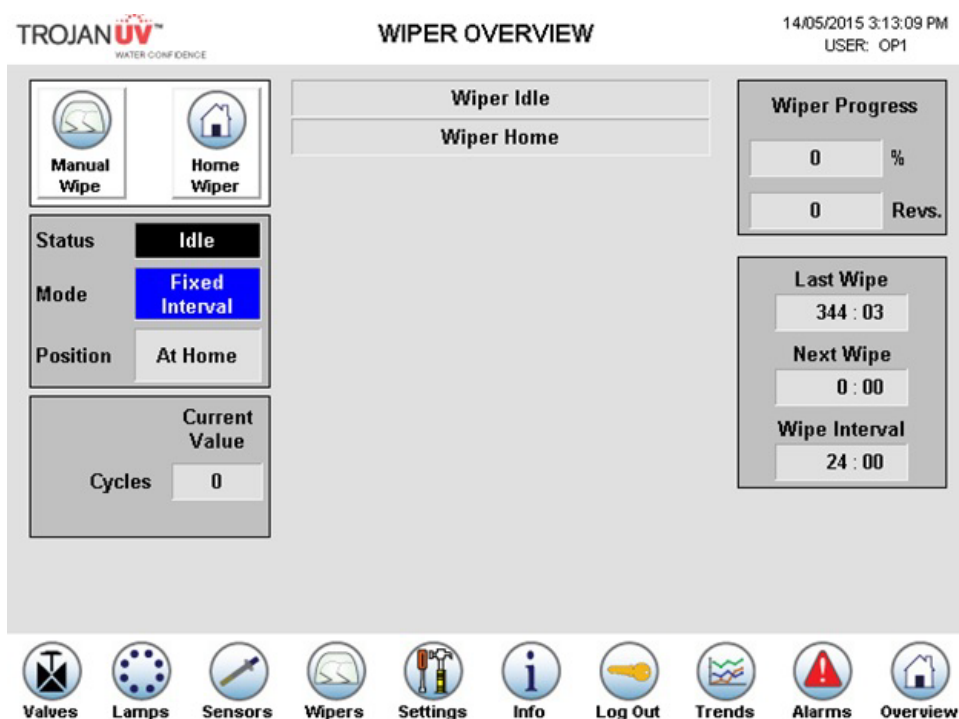 TROJANUV™
WATER CONFIDENCE
WIPER OVERVIEW
14/05/2015 3:13:09 PM
USER: OP1
Manual
Wipe
Home
Wiper
Wiper Idle
Wiper Home
Wiper Progress
0 %
0 Revs.
Status Idle
Mode Fixed
Interval
Position At Home
Last Wipe
344 : 03
Next Wipe
0 : 00
Wipe Interval
24 : 00
Current
Value
Cycles 0
Valves Lamps Sensors Wipers Settings Info Log Out Trends Alarms Overview